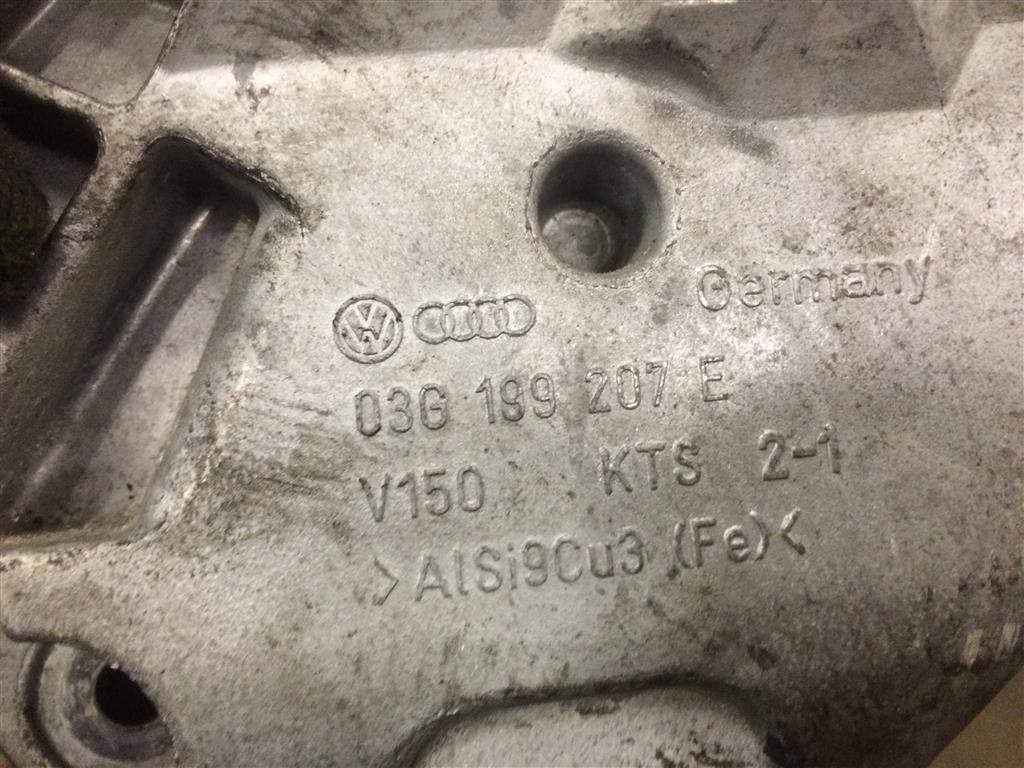 Germany
03G 199 207 E
V150 KTS 2-1
>AlSi9Cu3 (Fe)<